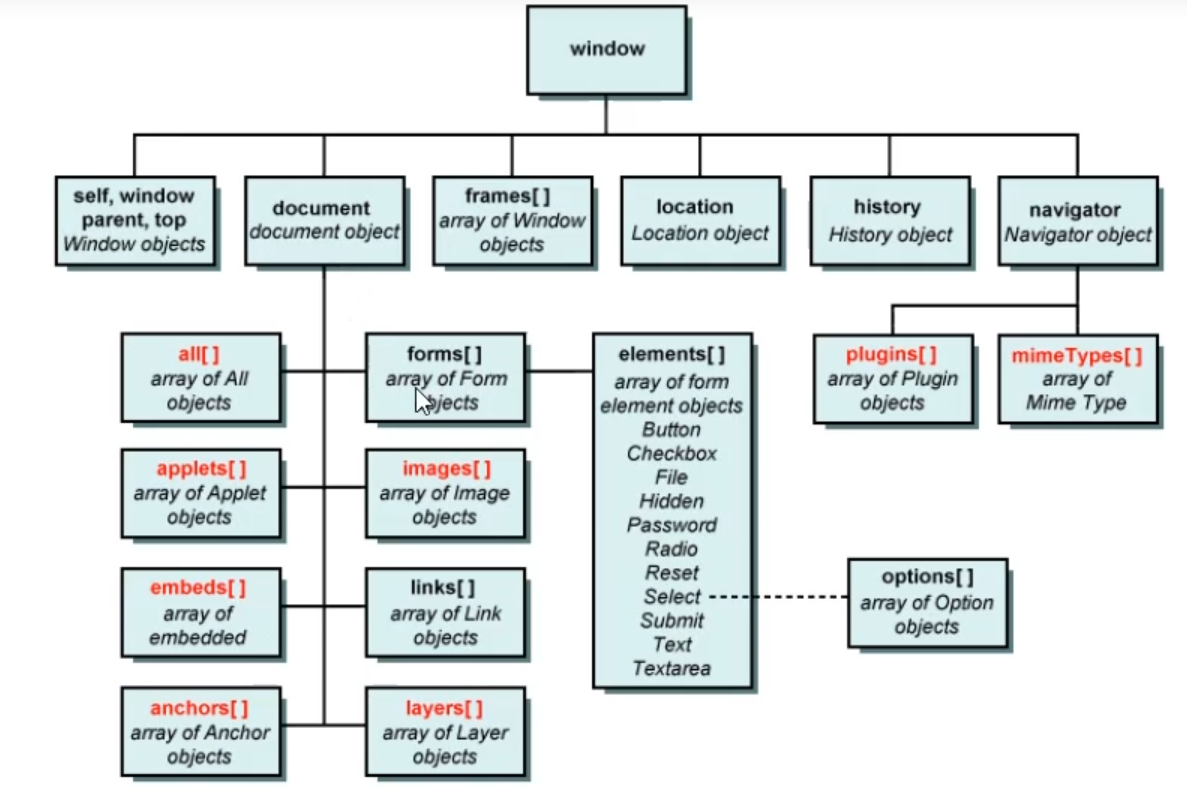 window
self, window
parent, top
Window objects
document
document object
frames[ ]
array of Window
objects
location
Location object
history
History object
navigator
Navigator object
all[ ]
array of All
objects
forms[ ]
array of Form
objects
elements[ ]
array of form
element objects
Button
Checkbox
File
Hidden
Password
Radio
Reset
Select
Submit
Text
Textarea
plugins[ ]
array of Plugin
objects
mimeTypes[ ]
array of
Mime Type
applets[ ]
array of Applet
objects
images[ ]
array of Image
objects
embeds[ ]
array of
embedded
links[ ]
array of Link
objects
options[ ]
array of Option
objects
anchors[ ]
array of Anchor
objects
layers[ ]
array of Layer
objects